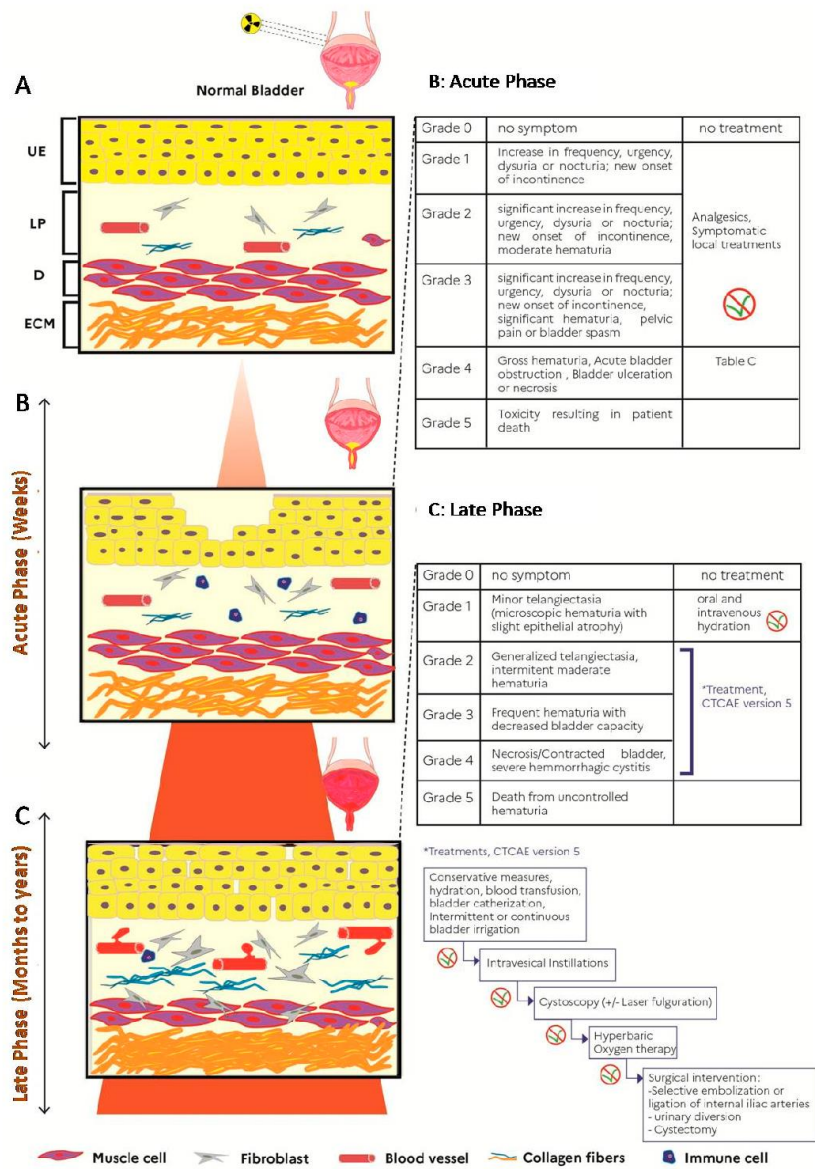 A
Normal Bladder
UE
LP
D
ECM
B
Acute Phase (Weeks)
C
Late Phase (Months to years)
B: Acute Phase
Grade 0
no symptom
no treatment
Grade 1
Increase in frequency, urgency,
dysuria or nocturia; new onset
of incontinence
Grade 2
significant increase in frequency,
urgency, dysuria or nocturia;
new onset of incontinence,
moderate hematuria
Grade 3
significant increase in frequency,
urgency, dysuria or nocturia;
new onset of incontinence,
significant hematuria, pelvic
pain or bladder spasm
Analgesics,
Symptomatic
local treatments
Grade 4
Gross hematuria, Acute bladder
obstruction , Bladder ulceration
or necrosis
Table C
Grade 5
Toxicity resulting in patient
death
C: Late Phase
Grade 0
no symptom
no treatment
Grade 1
Minor telangiectasia
(microscopic hematuria with
slight epithelial atrophy)
oral and
intravenous
hydration
Grade 2
Generalized telangiectasia,
intermitent maderate
hematuria
Grade 3
Frequent hematuria with
decreased bladder capacity
Grade 4
Necrosis/Contracted bladder,
severe hemmorrhagic cystitis
*Treatment,
CTCAE version 5
Grade 5
Death from uncontrolled
hematuria
*Treatments, CTCAE version 5
Conservative measures,
hydration, blood transfusion,
bladder catherization,
Intermittent or continuous
bladder irrigation
Intravesical Instillations
Cystoscopy (+/- Laser fulguration)
Hyperbaric
Oxygen therapy
Surgical intervention:
-Selective embolization or
ligation of internal iliac arteries
- urinary diversion
- Cystectomy
Muscle cell
Fibroblast
Blood vessel
Collagen fibers
Immune cell